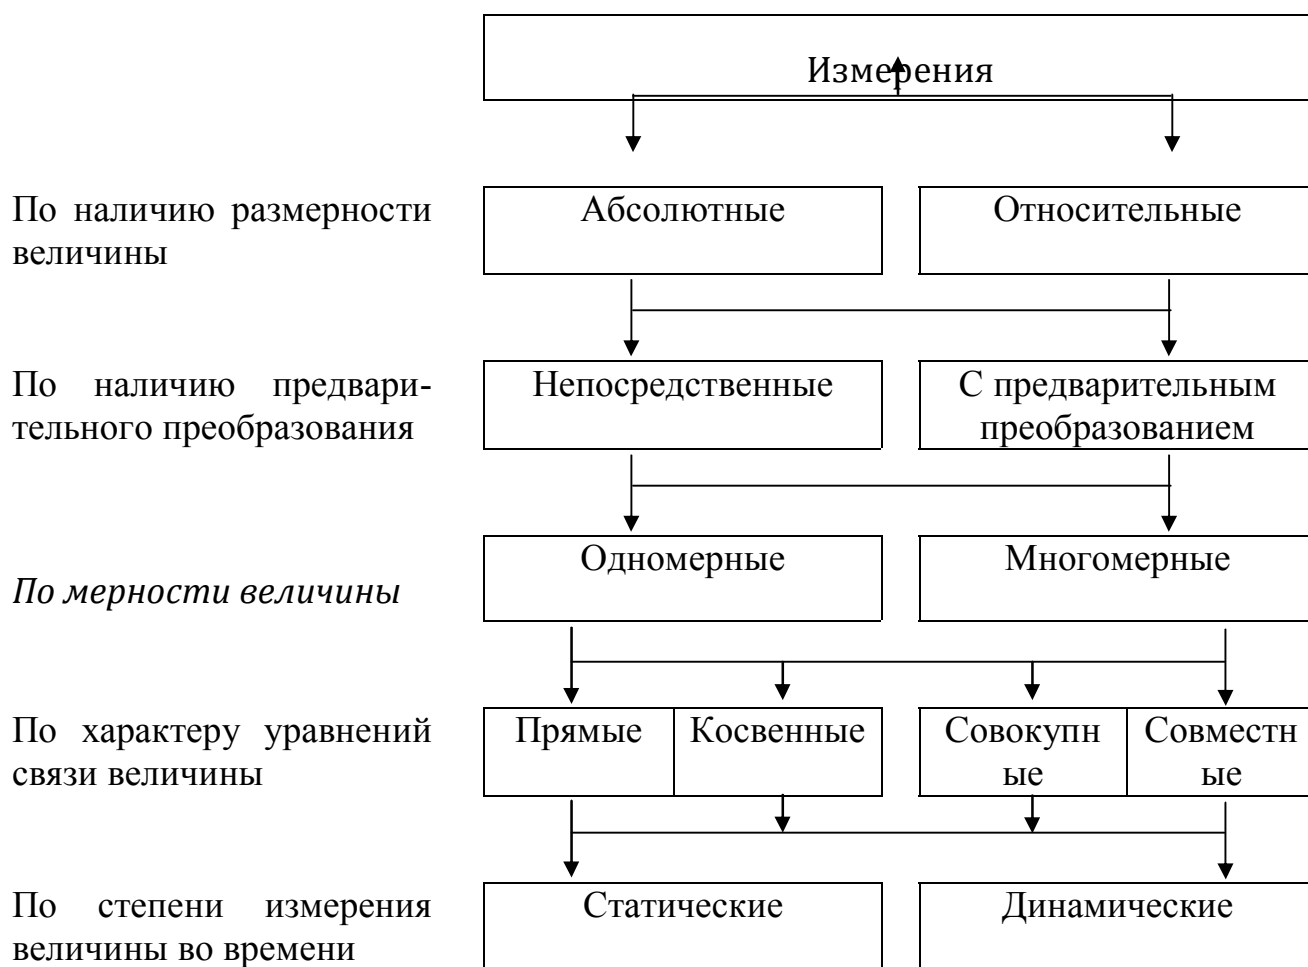 Измерения
По наличию размерности
величины
Абсолютные
Относительные
По наличию предвари-
тельного преобразования
Непосредственные
С предварительным
преобразованием
По мерности величины
Одномерные
Многомерные
По характеру уравнений
связи величины
Прямые
Косвенные
Совокупн
ые
Совместн
ые
По степени измерения
величины во времени
Статические
Динамические